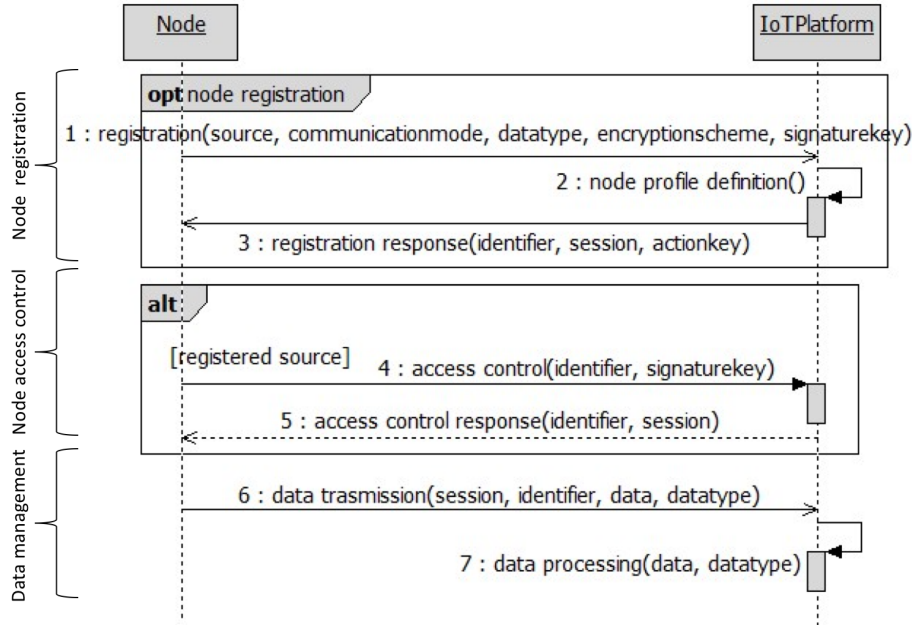 Node
IoTPlatform
opt node registration
1 : registration(source, communicationmode, datatype, encryptionscheme, signaturekey)
2 : node profile definition()
3 : registration response(identifier, session, actionkey)
Node registration
alt
[registered source]
4 : access control(identifier, signaturekey)
5 : access control response(identifier, session)
Node access control
6 : data trasmission(session, identifier, data, datatype)
7 : data processing(data, datatype)
Data management